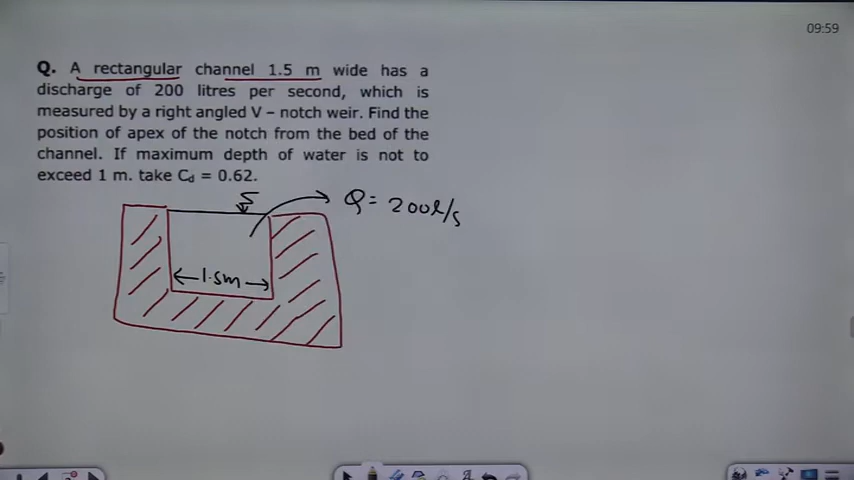 09:59
Q. A rectangular channel 1.5 m wide has a
discharge of 200 litres per second, which is
measured by a right angled V – notch weir. Find the
position of apex of the notch from the bed of the
channel. If maximum depth of water is not to
exceed 1 m. take Cd = 0.62.
Q = 200l/s
1.5m